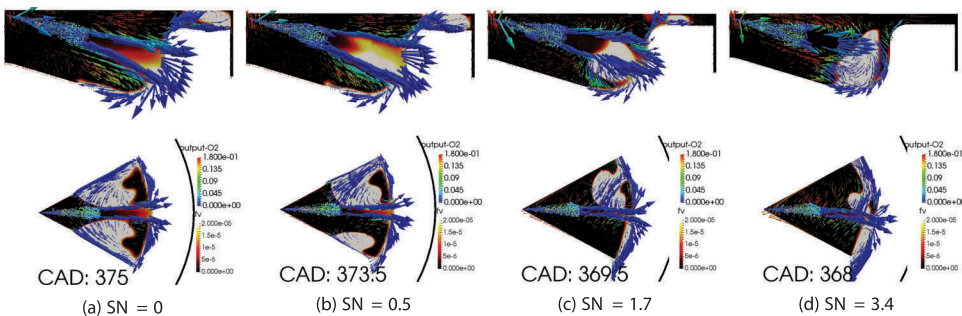 output-O2
1.800e-01
0.135
0.09
0.045
0.000e+00
fv
2.000e-05
1.5e-5
1e-6
5e-6
0.000e+00
CAD: 375
(a) SN = 0
output-O2
1.800e-01
0.135
0.09
0.045
0.000e+00
fv
2.000e-05
1.5e-5
1e-6
5e-6
0.000e+00
CAD: 373.5
(b) SN = 0.5
output-O2
1.800e-01
0.135
0.09
0.045
0.000e+00
fv
2.000e-05
1.5e-5
1e-6
5e-6
0.000e+00
CAD: 369.5
(c) SN = 1.7
output-O2
1.800e-01
0.135
0.09
0.045
0.000e+00
fv
2.000e-05
1.5e-5
1e-6
5e-6
0.000e+00
CAD: 368
(d) SN = 3.4